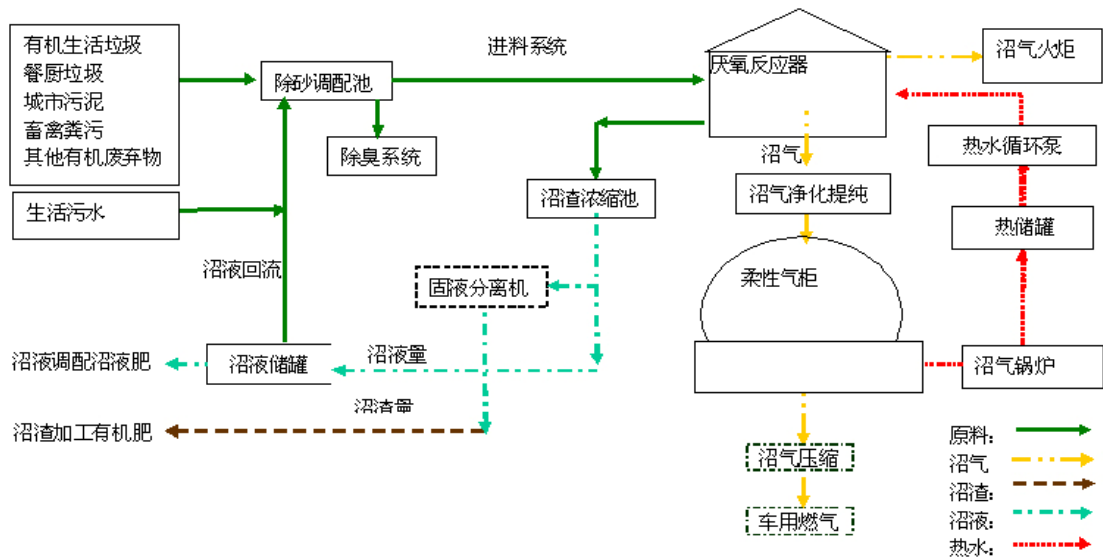 有机生活垃圾
餐厨垃圾
城市污泥
畜禽粪污
其他有机废弃物
生活污水
除砂调配池
除臭系统
进料系统
厌氧反应器
沼气火炬
热水循环泵
热储罐
沼气锅炉
沼气
沼气净化提纯
柔性气柜
沼气压缩
车用燃气
沼渣浓缩池
固液分离机
沼液回流
沼液储罐
沼液量
沼液调配沼液肥
沼渣量
沼渣加工有机肥
原料:
沼气
沼渣:
沼液:
热水: